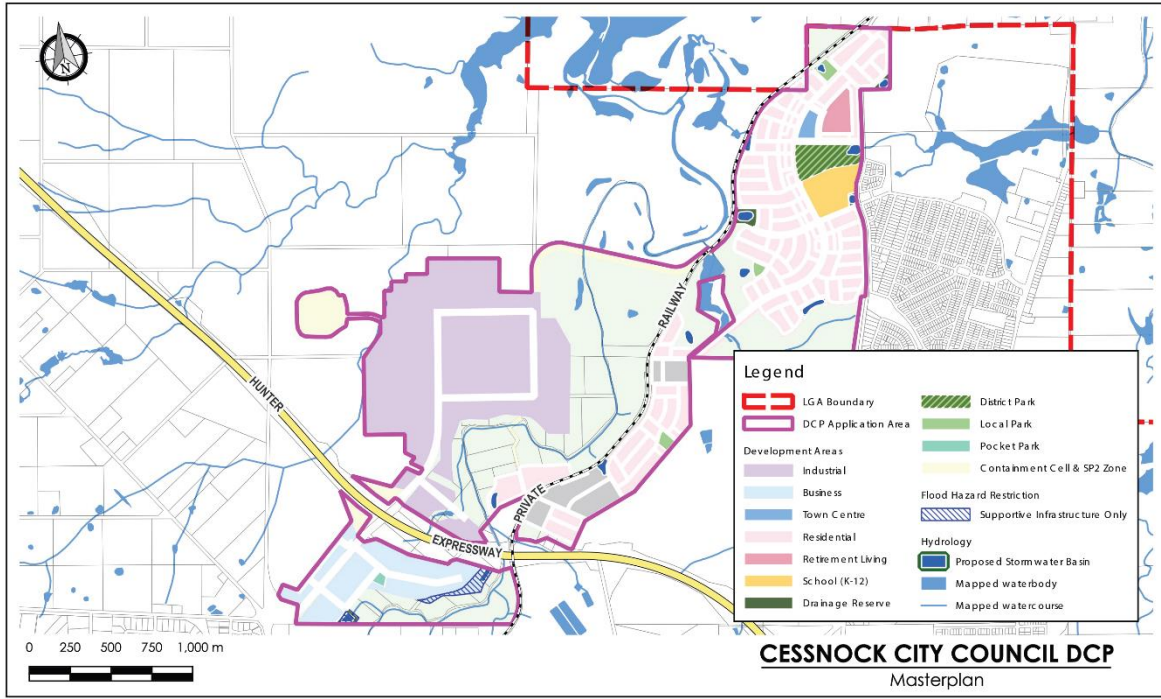 N
HUNTER
EXPRESSWAY
PRIVATE
RAILWAY
Legend
LGA Boundary
DCP Application Area
Development Areas
Industrial
Business
Town Centre
Residential
Retirement Living
School (K-12)
Drainage Reserve
District Park
Local Park
Pocket Park
Containment Cell & SP2 Zone
Flood Hazard Restriction
Supportive Infrastructure Only
Hydrology
Proposed Stormwater Basin
Mapped waterbody
Mapped watercourse
0 250 500 750 1,000 m
CESSNOCK CITY COUNCIL DCP
Masterplan